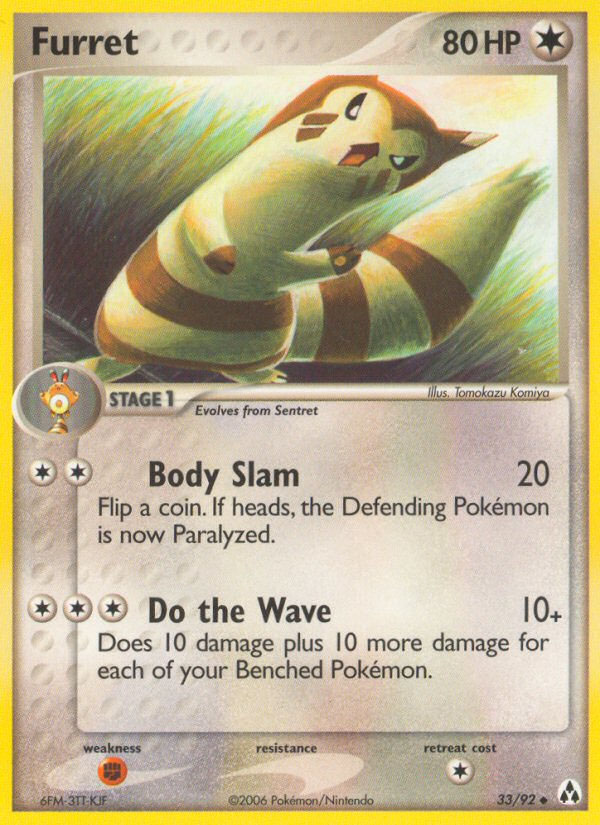 Furret
80 HP
Illus. Tomokazu Komiya
STAGE 1
Evolves from Sentret
Body Slam 20
Flip a coin. If heads, the Defending Pokémon
is now Paralyzed.
Do the Wave 10+
Does 10 damage plus 10 more damage for
each of your Benched Pokémon.
weakness resistance retreat cost
6FM-3TT-KJF ©2006 Pokémon/Nintendo 33/92